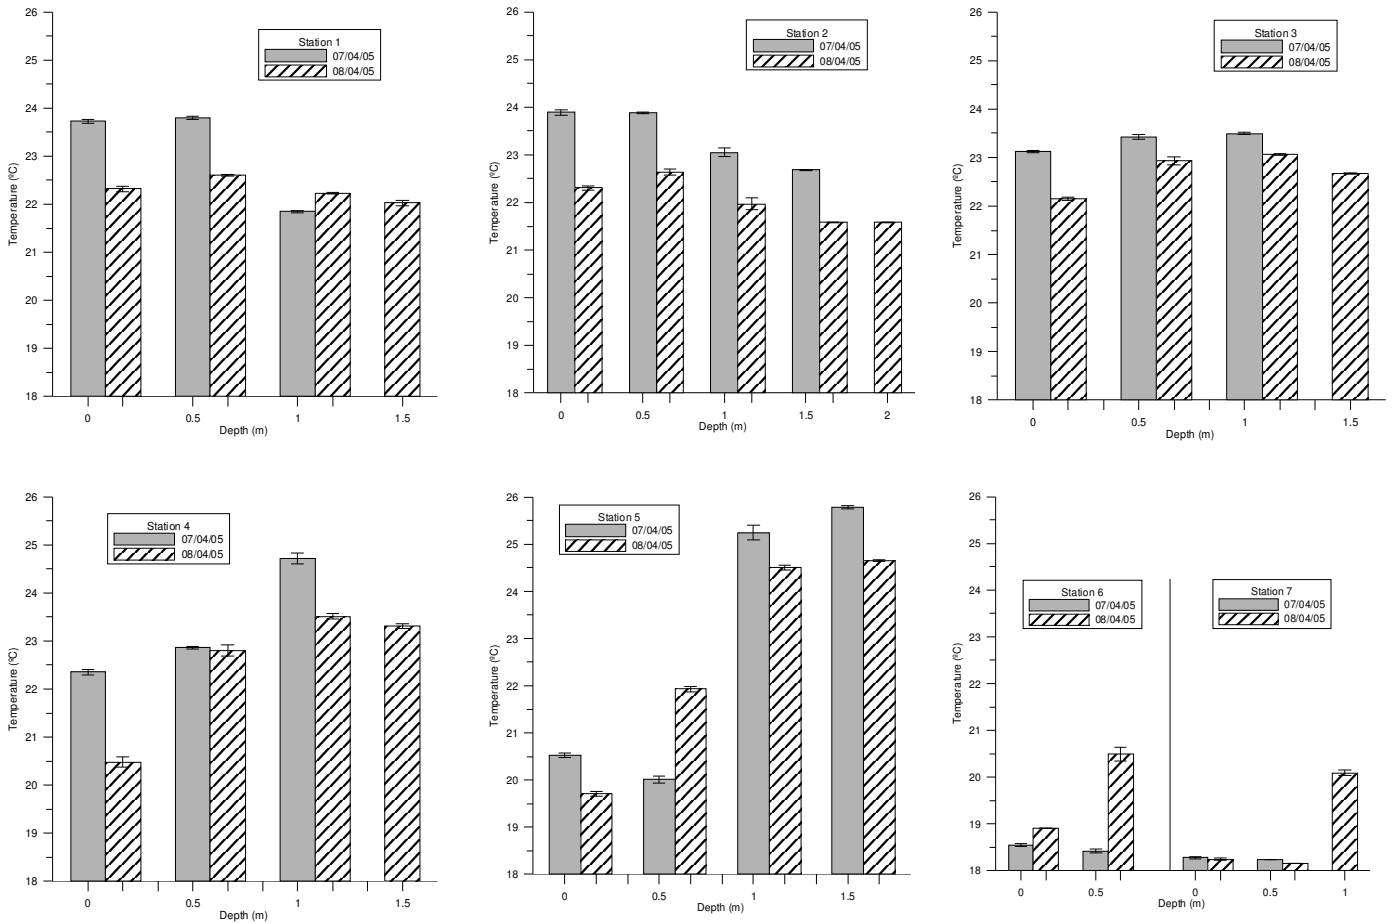 Station 1
07/04/05
08/04/05
26
25
24
23
22
21
20
19
18
Temperature (ºC)
0 0.5 1 1.5
Depth (m)
Station 2
07/04/05
08/04/05
26
25
24
23
22
21
20
19
18
Temperature (ºC)
0 0.5 1 1.5 2
Depth (m)
Station 3
07/04/05
08/04/05
26
25
24
23
22
21
20
19
18
Temperature (ºC)
0 0.5 1 1.5
Depth (m)
Station 4
07/04/05
08/04/05
26
25
24
23
22
21
20
19
18
Temperature (ºC)
0 0.5 1 1.5
Depth (m)
Station 5
07/04/05
08/04/05
26
25
24
23
22
21
20
19
18
Temperature (ºC)
0 0.5 1 1.5
Depth (m)
Station 6
07/04/05
08/04/05
Station 7
07/04/05
08/04/05
26
25
24
23
22
21
20
19
18
Temperature (ºC)
0 0.5 0 0.5 1
Depth (m)